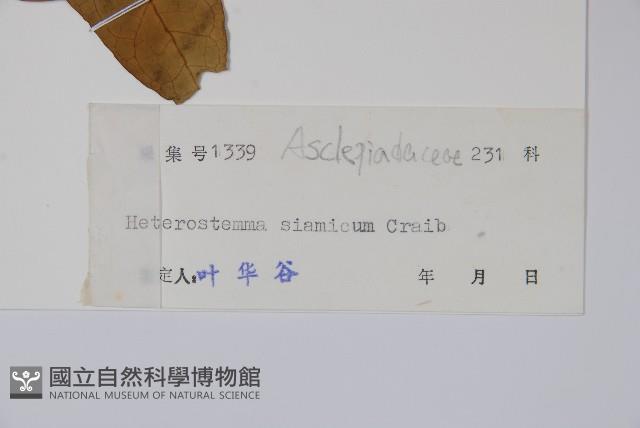 集号1339 Asclepiadaceae 231 科
Heterostemma siamicum Craib
定人:叶华谷 年 月 日
國立自然科學博物館
NATIONAL MUSEUM OF NATURAL SCIENCE